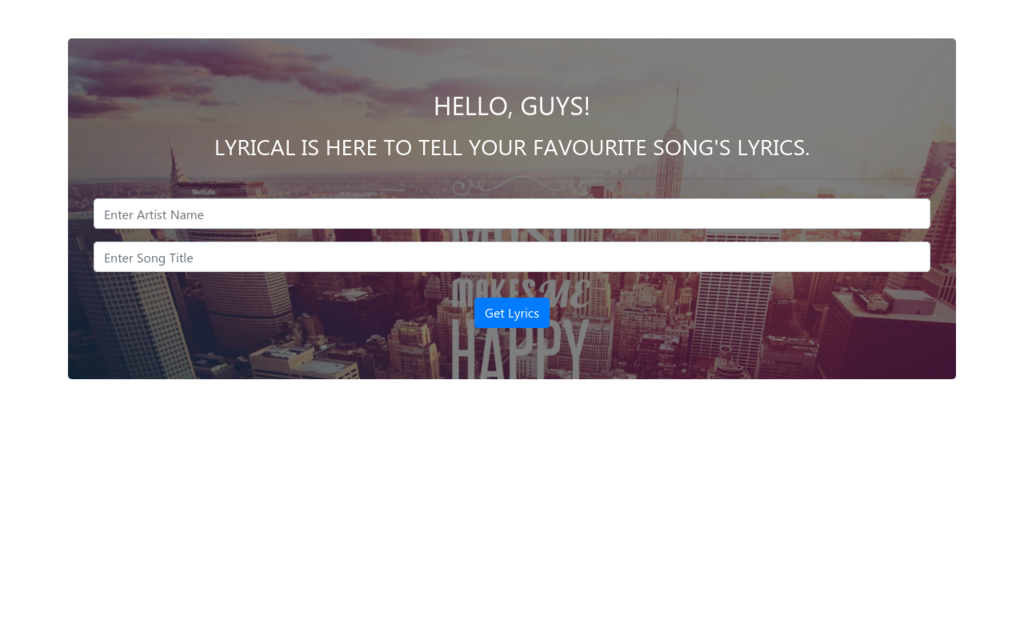 HELLO, GUYS!
LYRICAL IS HERE TO TELL YOUR FAVOURITE SONG'S LYRICS.
MetLife
Enter Artist Name
MUSIC
Enter Song Title
MAKES ME
Get Lyrics
HAPPY